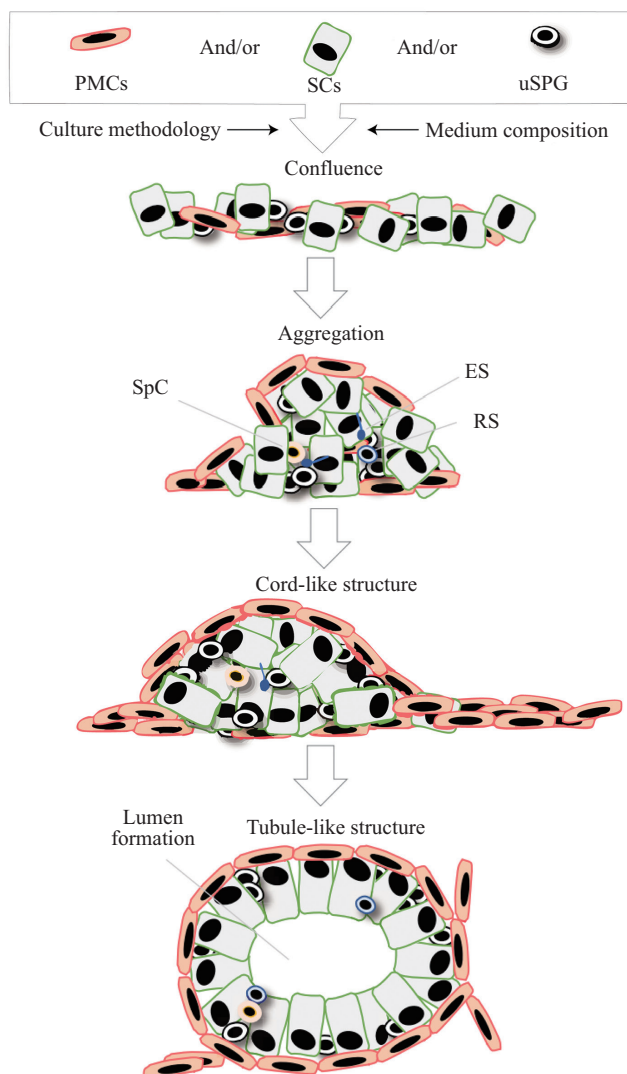 And/or And/or
PMCs SCs uSPG
Culture methodology Medium composition
Confluence
Aggregation
SpC ES
RS
Cord-like structure
Lumen
formation
Tubule-like structure